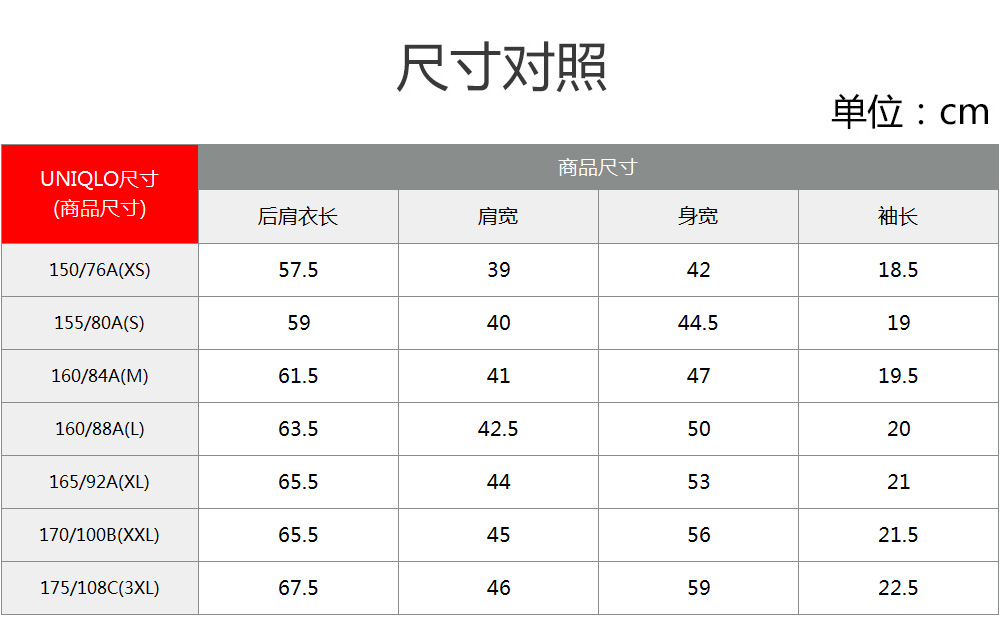 尺寸对照
单位：cm
UNIQLO尺寸
(商品尺寸)
商品尺寸
后肩衣长 肩宽 身宽 袖长
150/76A(XS) 57.5 39 42 18.5
155/80A(S) 59 40 44.5 19
160/84A(M) 61.5 41 47 19.5
160/88A(L) 63.5 42.5 50 20
165/92A(XL) 65.5 44 53 21
170/100B(XXL) 65.5 45 56 21.5
175/108C(3XL) 67.5 46 59 22.5